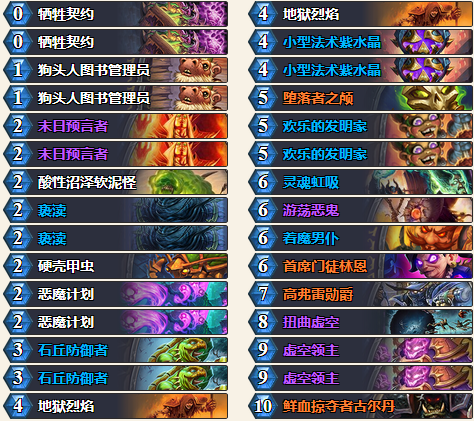 0 牺牲契约
0 牺牲契约
1 狗头人图书管理员
1 狗头人图书管理员
2 末日预言者
2 末日预言者
2 酸性沼泽软泥怪
2 亵渎
2 亵渎
2 硬壳甲虫
2 恶魔计划
2 恶魔计划
3 石丘防御者
3 石丘防御者
4 地狱烈焰
4 地狱烈焰
4 小型法术紫水晶
4 小型法术紫水晶
5 堕落者之颅
5 欢乐的发明家
5 欢乐的发明家
6 灵魂虹吸
6 游荡恶鬼
6 着魔男仆
6 首席门徒林恩
7 高弗雷勋爵
8 扭曲虚空
9 虚空领主
9 虚空领主
10 鲜血掠夺者古尔丹